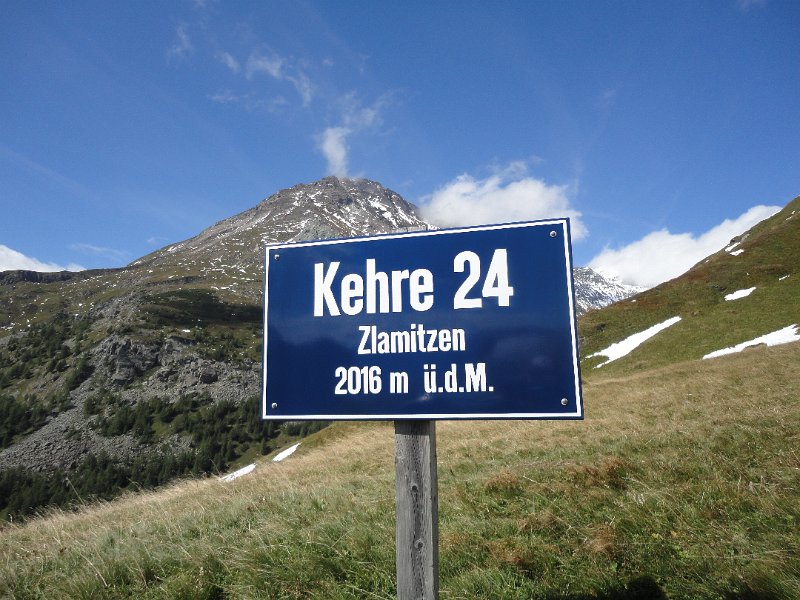 Kehre 24
Zlamitzen
2016 m ü.d.M.